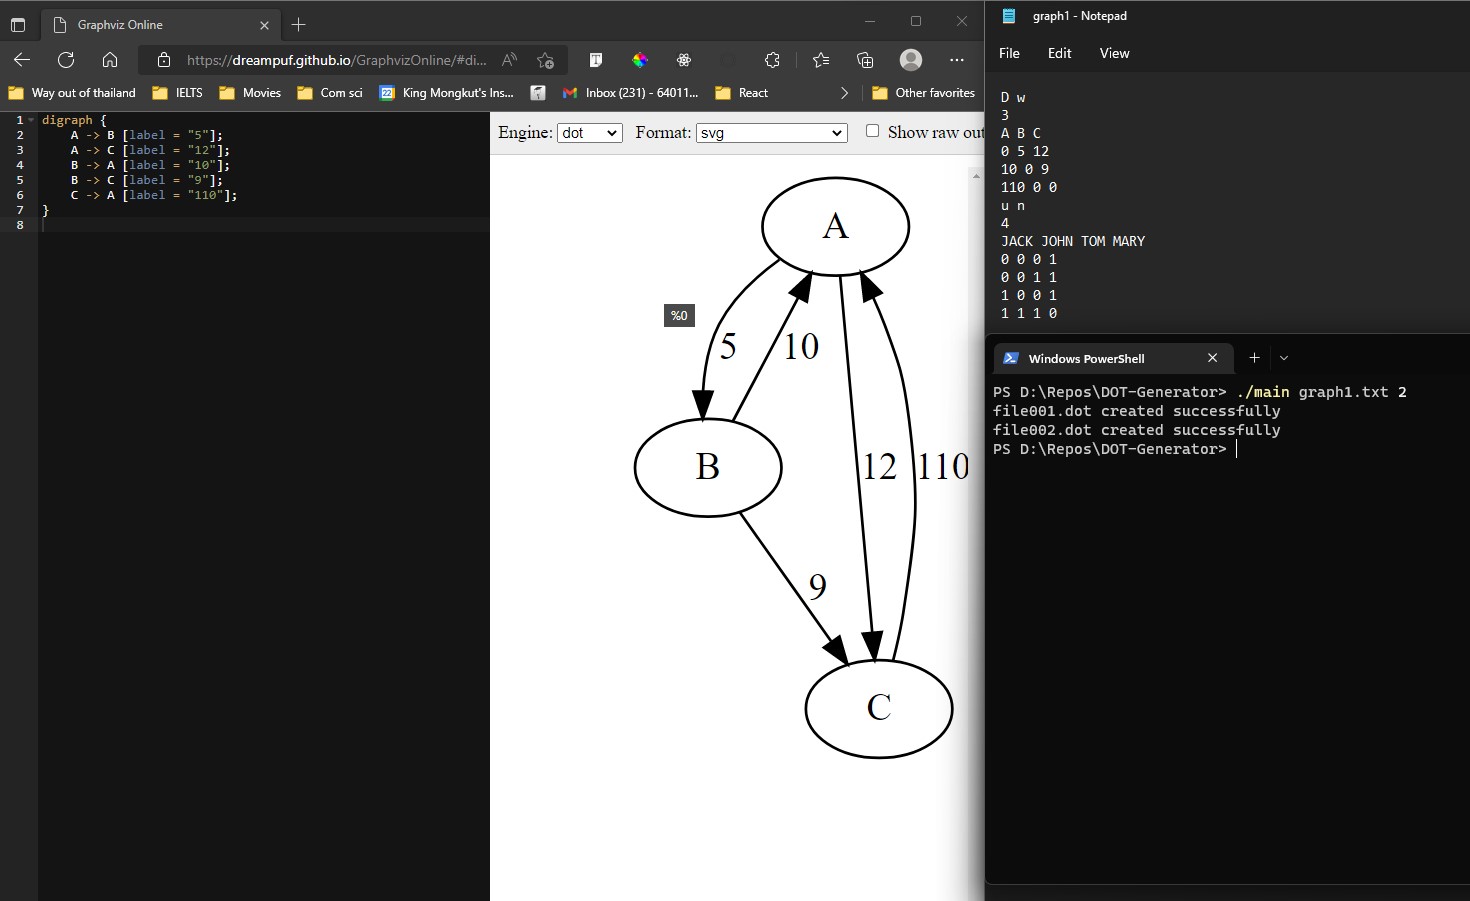 Graphviz Online
https://dreampuf.github.io/GraphvizOnline/#di...
Way out of thailand
IELTS
Movies
Com sci
22
King Mongkut's Ins...
Inbox (231) - 64011...
React
Other favorites
1 digraph {
2 A -> B [label = "5"];
3 A -> C [label = "12"];
4 B -> A [label = "10"];
5 B -> C [label = "9"];
6 C -> A [label = "110"];
7 }
8
Engine: dot Format: svg Show raw out
A
%0
5 10
B
12 110
9
C
graph1 - Notepad
File Edit View
D w
3
A B C
0 5 12
10 0 9
110 0 0
u n
4
JACK JOHN TOM MARY
0 0 0 1
0 0 1 1
1 0 0 1
1 1 1 0
Windows PowerShell
PS D:\Repos\DOT-Generator> ./main graph1.txt 2
file001.dot created successfully
file002.dot created successfully
PS D:\Repos\DOT-Generator>